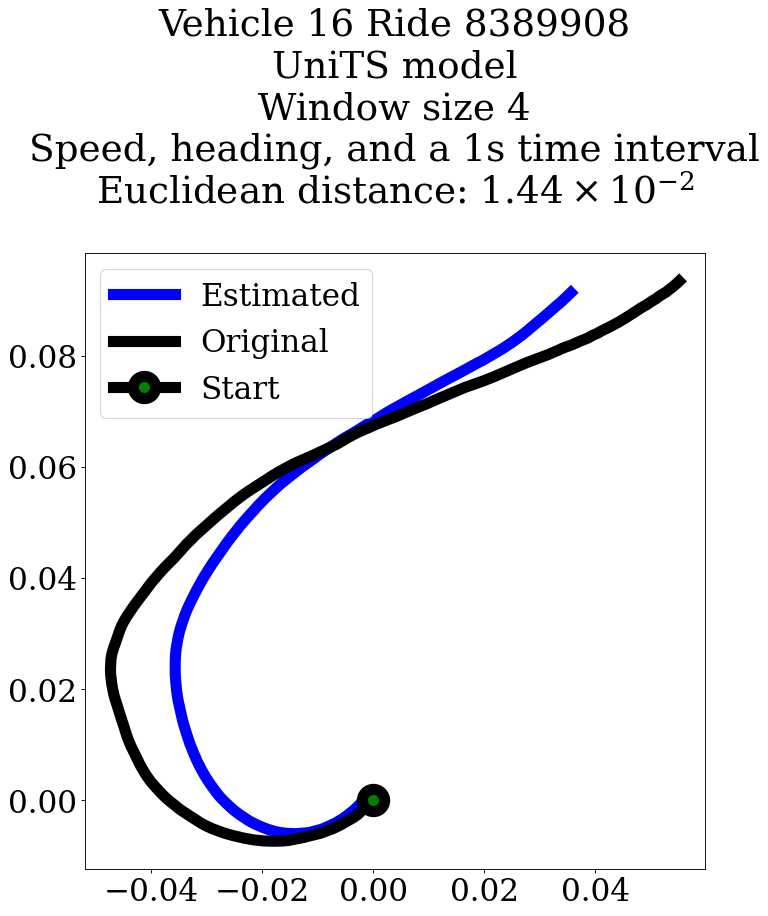 Vehicle 16 Ride 8389908
UniTS model
Window size 4
Speed, heading, and a 1s time interval
Euclidean distance: 1.44 × 10⁻²
Estimated
Original
Start
0.08
0.06
0.04
0.02
0.00
−0.04 −0.02 0.00 0.02 0.04